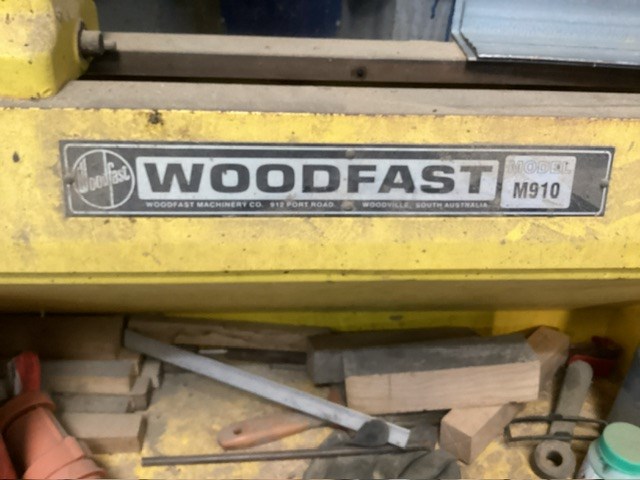 Woodfast
WOODFAST
MODEL
M910
WOODFAST MACHINERY CO. 912 PORT ROAD WOODVILLE, SOUTH AUSTRALIA